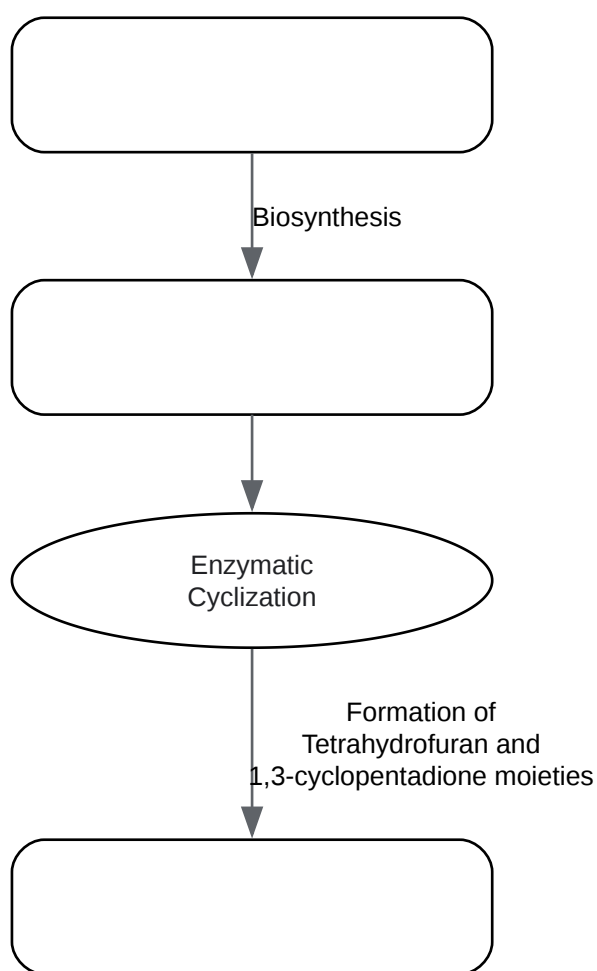 Biosynthesis
Enzymatic
Cyclization
Formation of
Tetrahydrofuran and
1,3-cyclopentadione moieties